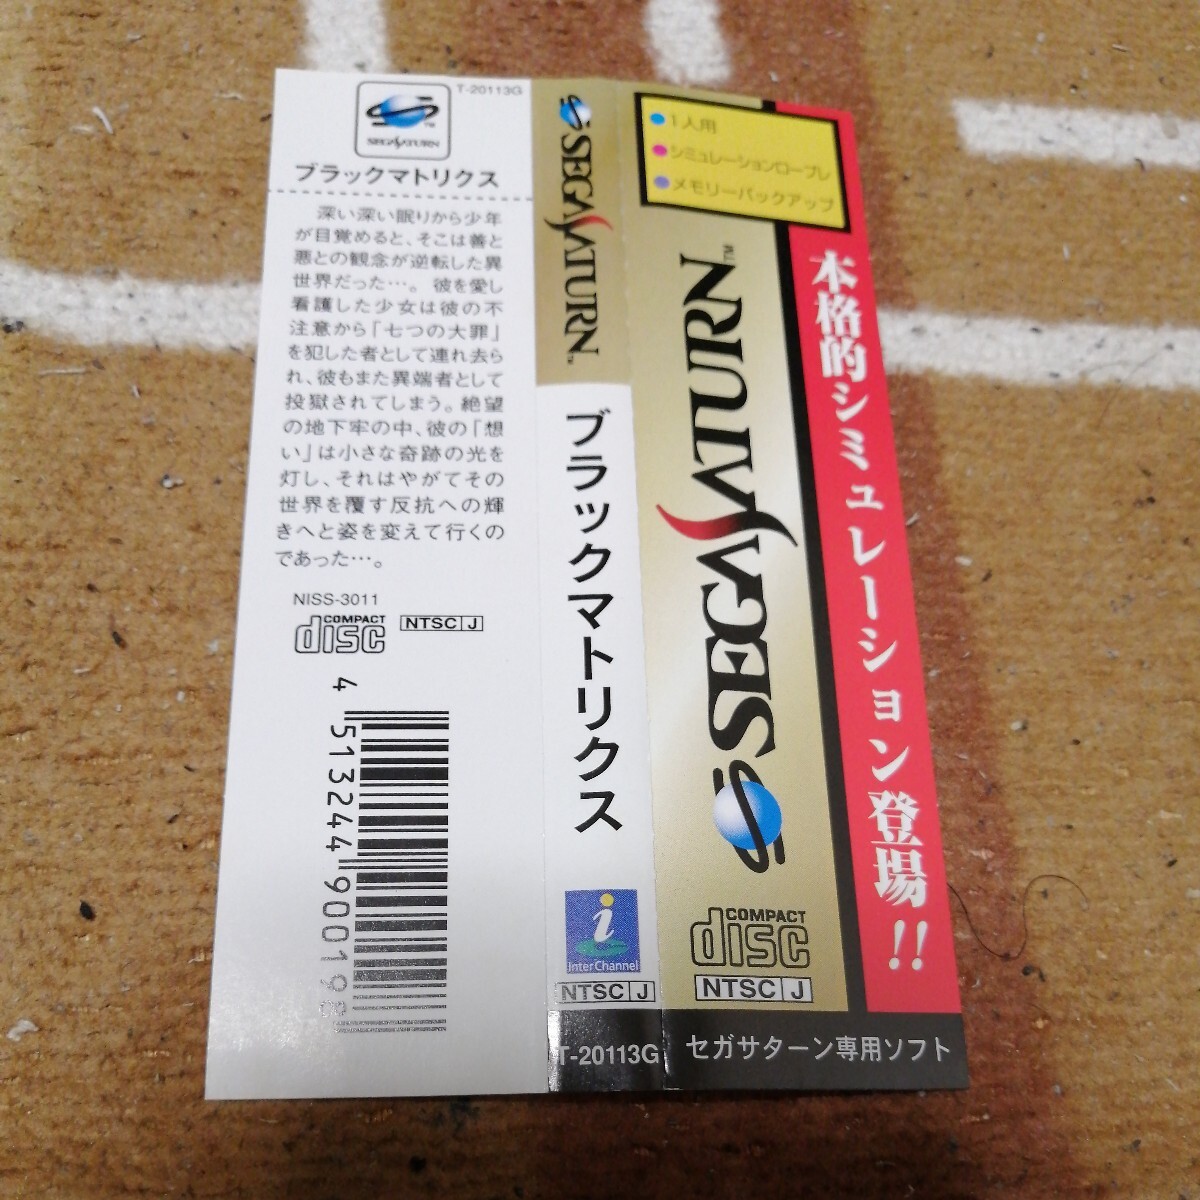 T-20113G
SEGA SATURN
TM
ブラックマトリクス
深い深い眠りから少年
が目覚めると、そこは善と
悪との観念が逆転した異
世界だった…。彼を愛し
看護した少女は彼の不
注意から「七つの大罪」
を犯した者として連れ去ら
れ、彼もまた異端者として
投獄されてしまう。絶望
の地下牢の中、彼の「想
い」は小さな奇跡の光を
灯し、それはやがてその
世界を覆す反抗への輝
きへと姿を変えて行くの
であった…。
NISS-3011
COMPACT
disc
NTSC J
4 513244 900198
SEGA SATURN
TM
ブラックマトリクス
i
InterChannel
NTSC J
T-20113G
1人用
シミュレーションロープレ
メモリーバックアップ
SEGA SATURN
TM
COMPACT
disc
NTSC J
本格的シミュレーション登場!!
セガサターン専用ソフト